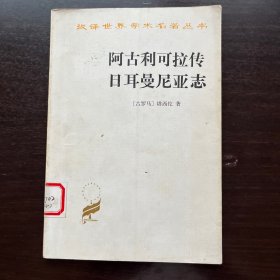 汉译世界学术名著丛书
阿古利可拉传
日耳曼尼亚志
〔古罗马〕塔西佗 著